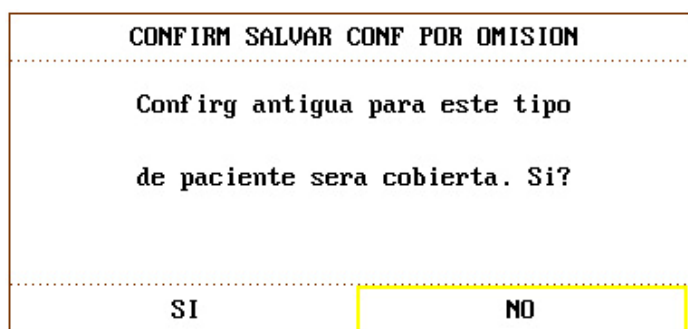 CONFIRM SALVAR CONF POR OMISION
Confirg antigua para este tipo
de paciente sera cobierta. Si?
SI NO